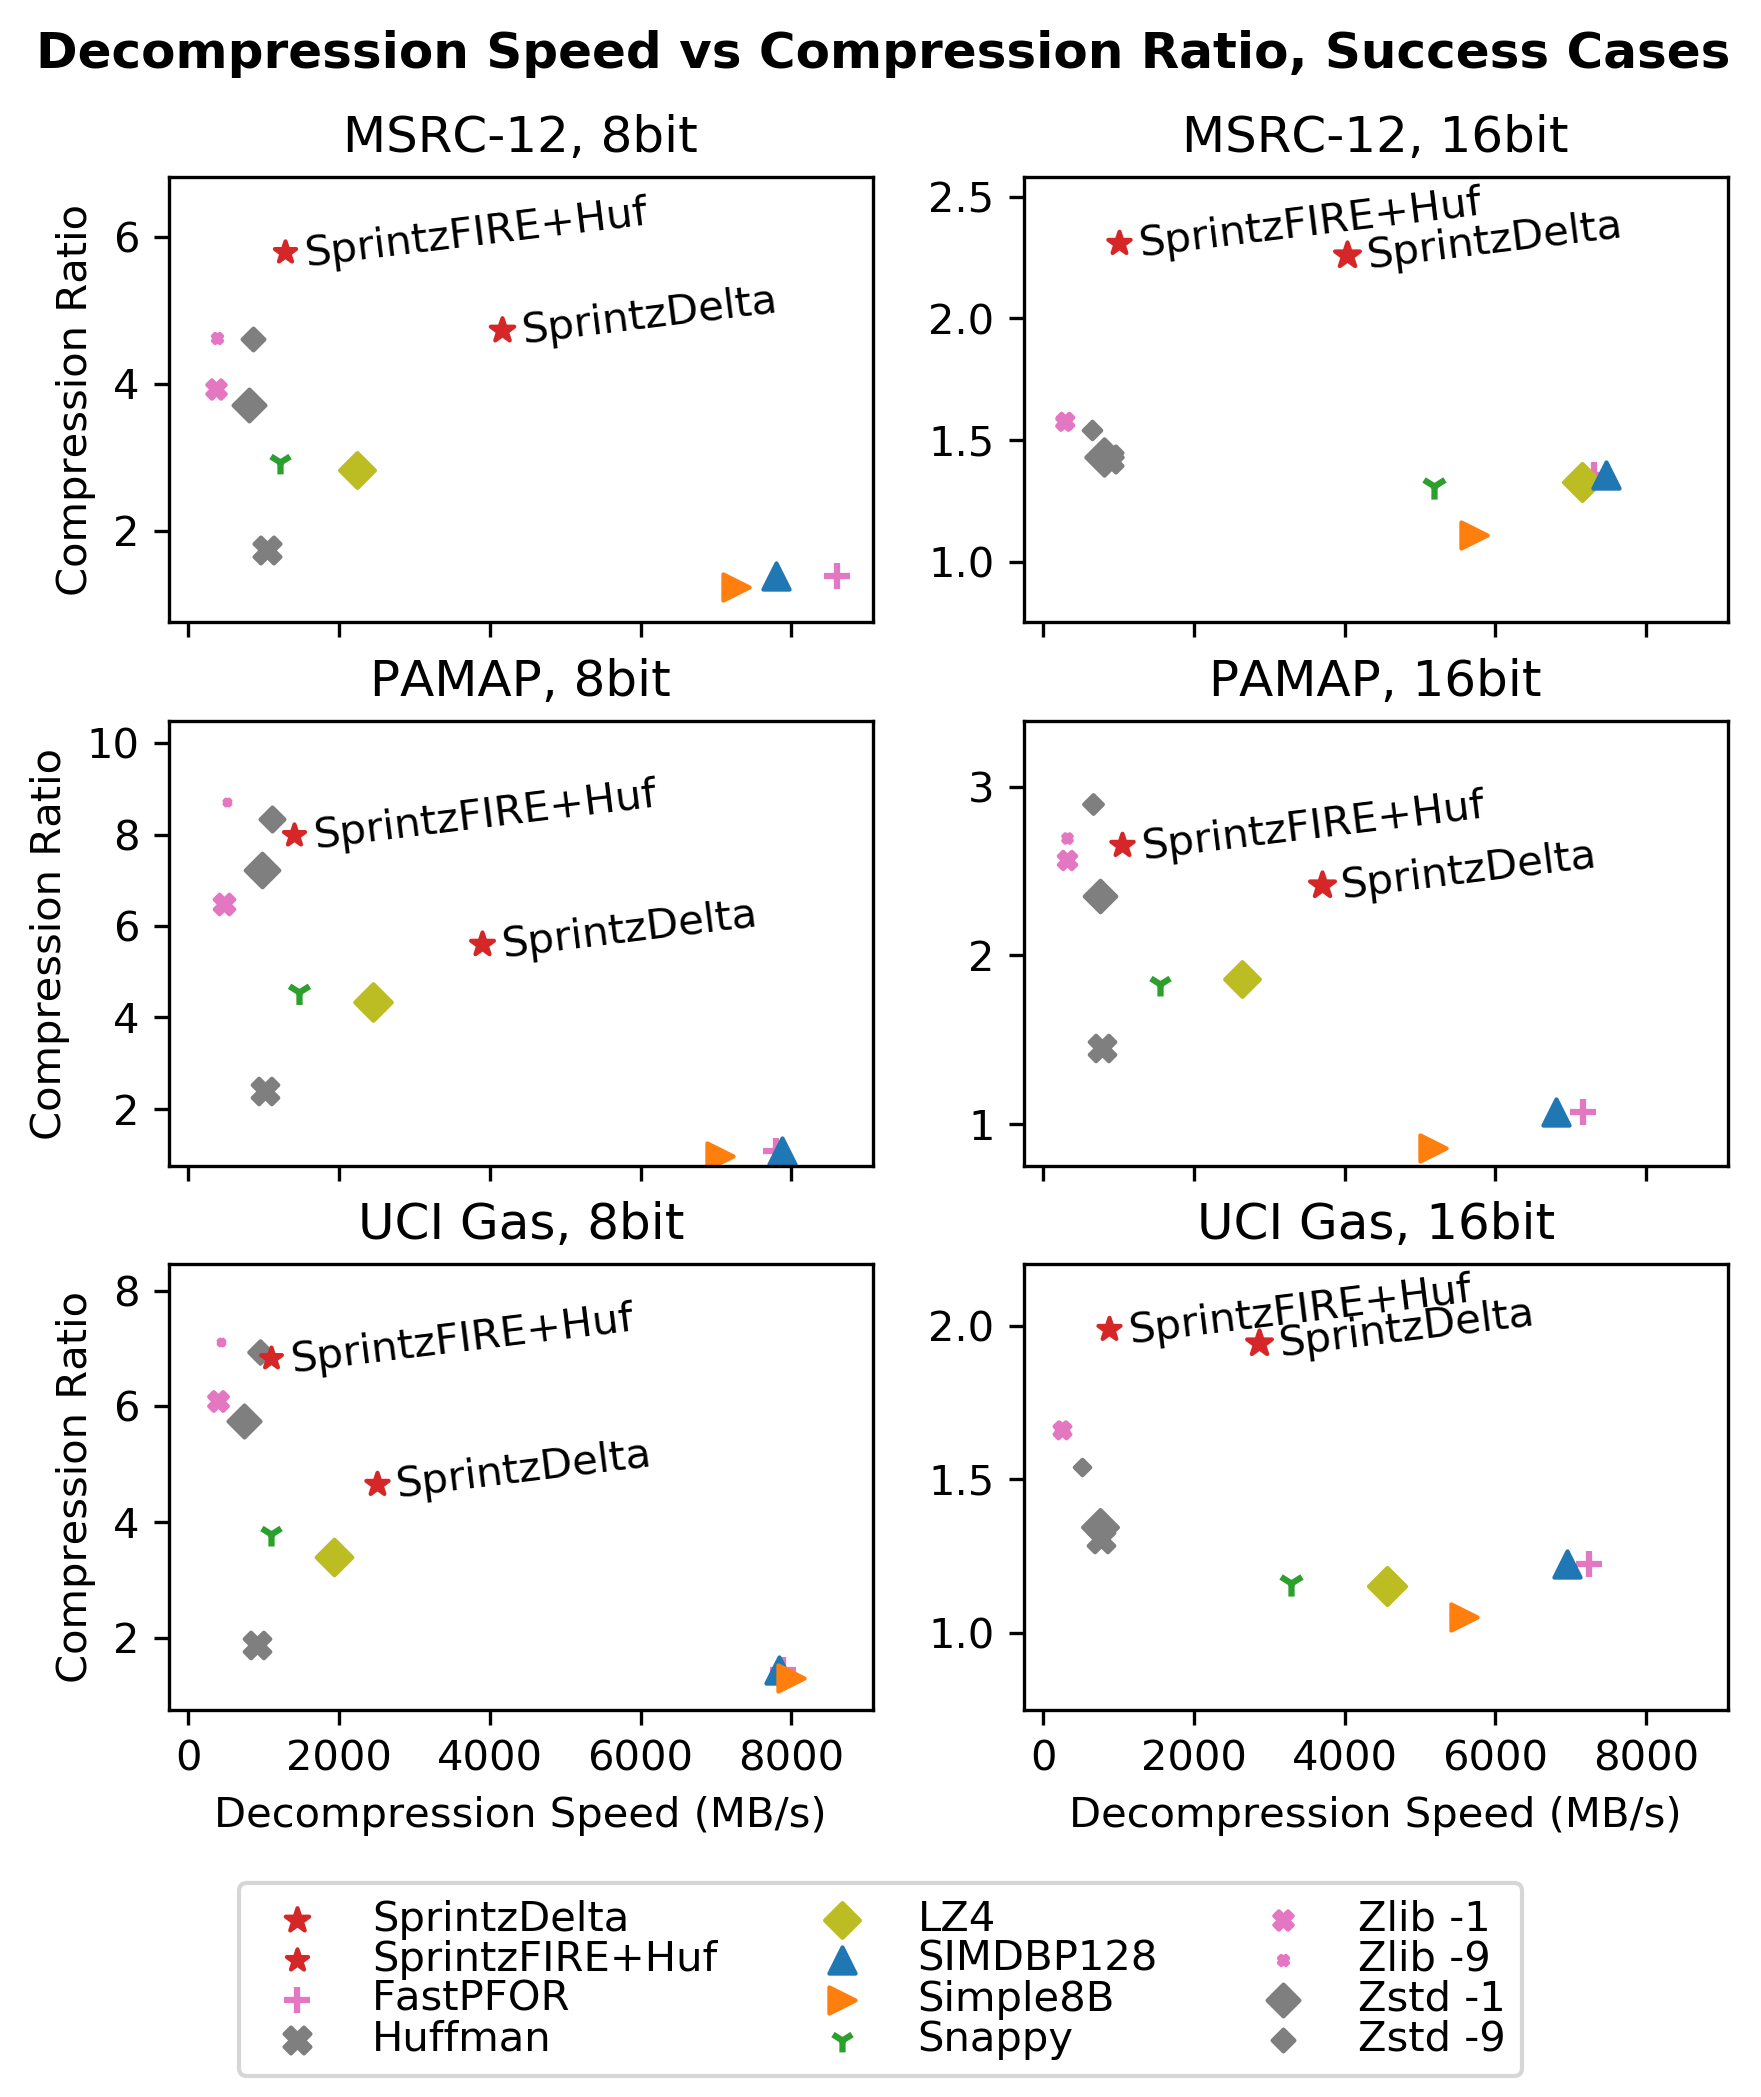 Decompression Speed vs Compression Ratio, Success Cases
MSRC-12, 8bit
MSRC-12, 16bit
Compression Ratio
6
4
2
SprintzFIRE+Huf
SprintzDelta
2.5
2.0
1.5
1.0
SprintzFIRE+Huf
SprintzDelta
PAMAP, 8bit
PAMAP, 16bit
Compression Ratio
10
8
6
4
2
SprintzFIRE+Huf
SprintzDelta
3
2
1
SprintzFIRE+Huf
SprintzDelta
UCI Gas, 8bit
UCI Gas, 16bit
Compression Ratio
8
6
4
2
SprintzFIRE+Huf
SprintzDelta
0 2000 4000 6000 8000
Decompression Speed (MB/s)
2.0
1.5
1.0
SprintzFIRE+Huf
SprintzDelta
0 2000 4000 6000 8000
Decompression Speed (MB/s)
SprintzDelta
SprintzFIRE+Huf
FastPFOR
Huffman
LZ4
SIMDBP128
Simple8B
Snappy
Zlib -1
Zlib -9
Zstd -1
Zstd -9